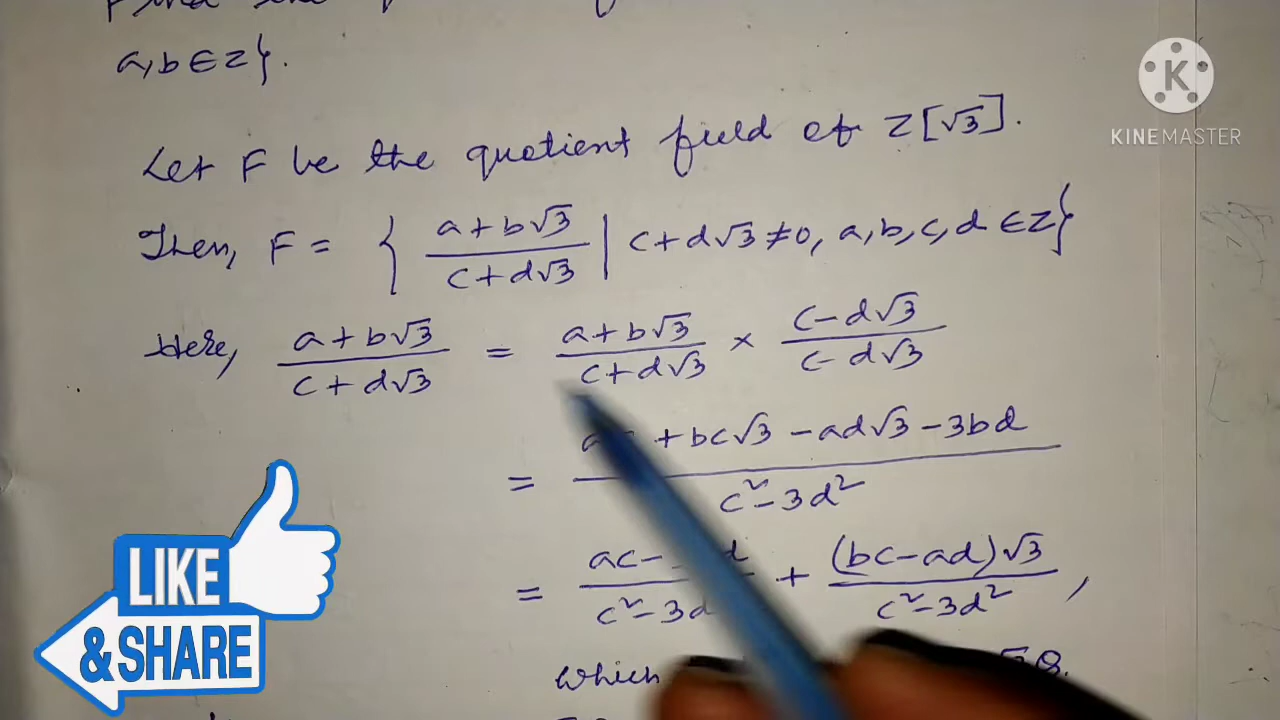 Find the
a, b ∈ Z}.
Let F be the quotient field of Z[√3].
Then, F = { a+b√3 / c+d√3 | c+d√3 ≠ 0, a, b, c, d ∈ Z}
Here, a+b√3 / c+d√3 = a+b√3 / c+d√3 × c-d√3 / c-d√3
= + bc√3 - ad√3 - 3bd / c²-3d²
= ac- / c²-3d + (bc-ad)√3 / c²-3d²,
which
KINEMASTER
LIKE
& SHARE